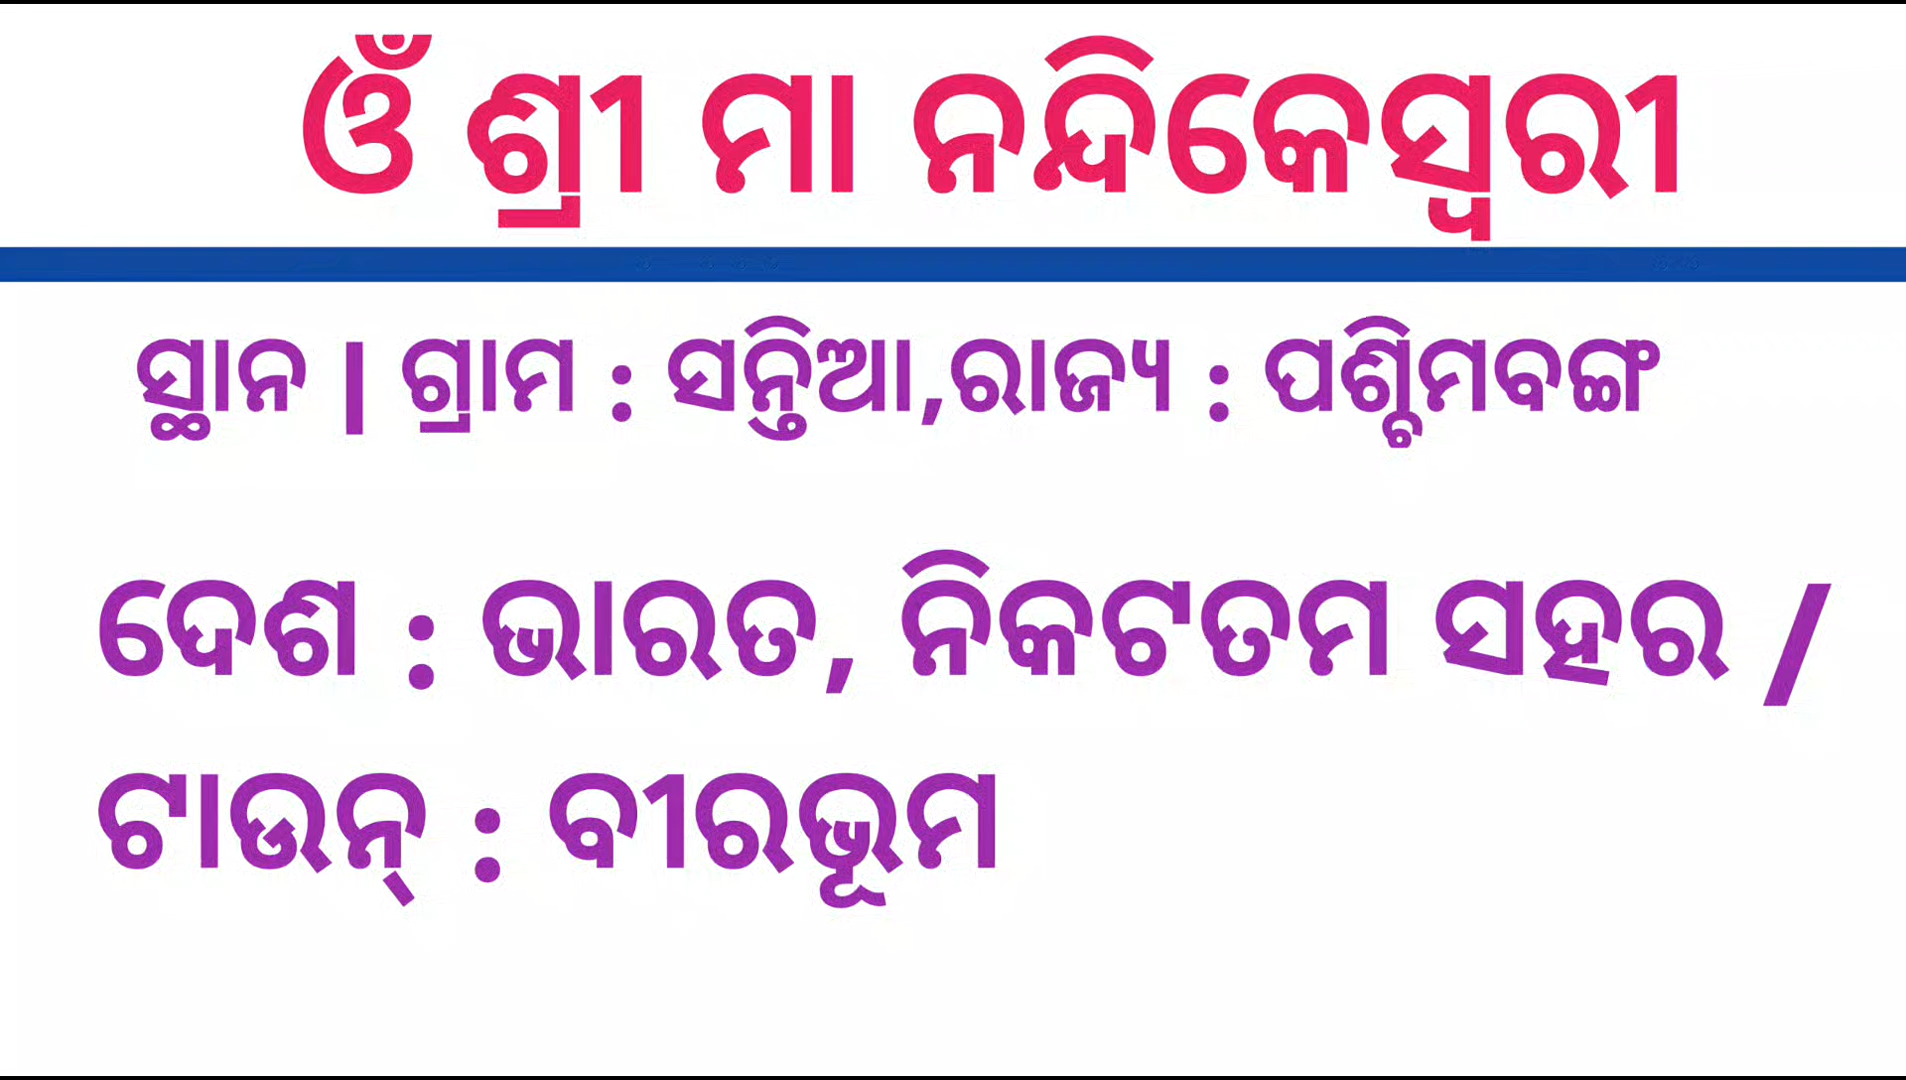 ଓଁ ଶ୍ରୀ ମା ନନ୍ଦିକେସ୍ୱରୀ
ସ୍ଥାନ | ଗ୍ରାମ : ସନ୍ତିଆ,ରାଜ୍ୟ : ପଶ୍ଚିମବଙ୍ଗ
ଦେଶ : ଭାରତ, ନିକଟତମ ସହର /
ଟାଉନ୍ : ବୀରଭୂମ